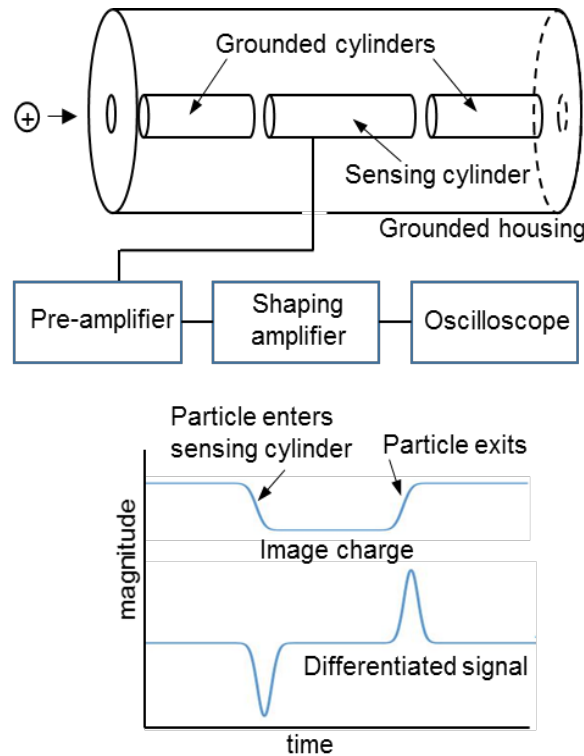 Grounded cylinders
+
Sensing cylinder
Grounded housing
Pre-amplifier
Shaping
amplifier
Oscilloscope
Particle enters
sensing cylinder
Particle exits
Image charge
magnitude
Differentiated signal
time